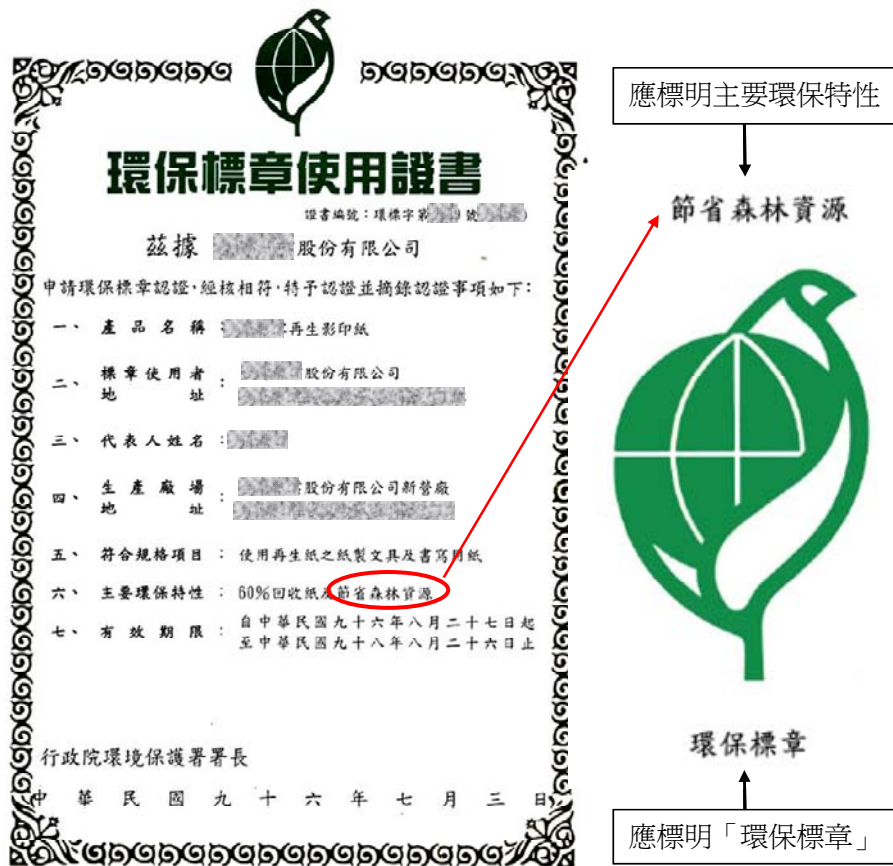 環保標章使用證書
證書編號：環標字第 號
茲據 股份有限公司
申請環保標章認證，經核相符，特予認證並摘錄認證事項如下：
一、產品名稱：再生影印紙
二、標章使用者地址：股份有限公司
三、代表人姓名：
四、生產廠場地址：股份有限公司新營廠
五、符合規格項目：使用再生紙之紙製文具及書寫用紙
六、主要環保特性：60%回收紙及節省森林資源
七、有效期限：自中華民國九十六年八月二十七日起
至中華民國九十八年八月二十六日止
行政院環境保護署署長
中華民國九十六年七月三日
應標明主要環保特性
節省森林資源
環保標章
應標明「環保標章」